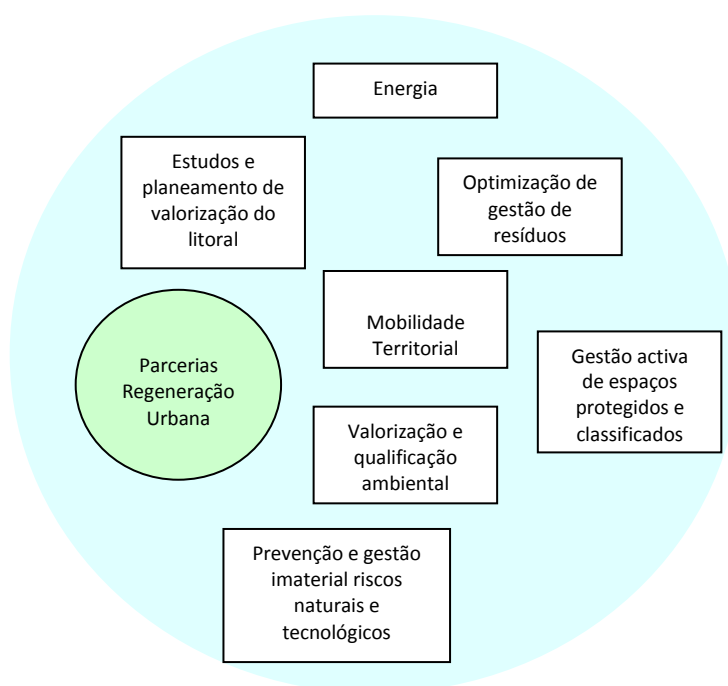 Energia
Estudos e
planeamento de
valorização do
litoral
Optimização de
gestão de
resíduos
Mobilidade
Territorial
Parcerias
Regeneração
Urbana
Gestão activa
de espaços
protegidos e
classificados
Valorização e
qualificação
ambiental
Prevenção e gestão
imaterial riscos
naturais e
tecnológicos